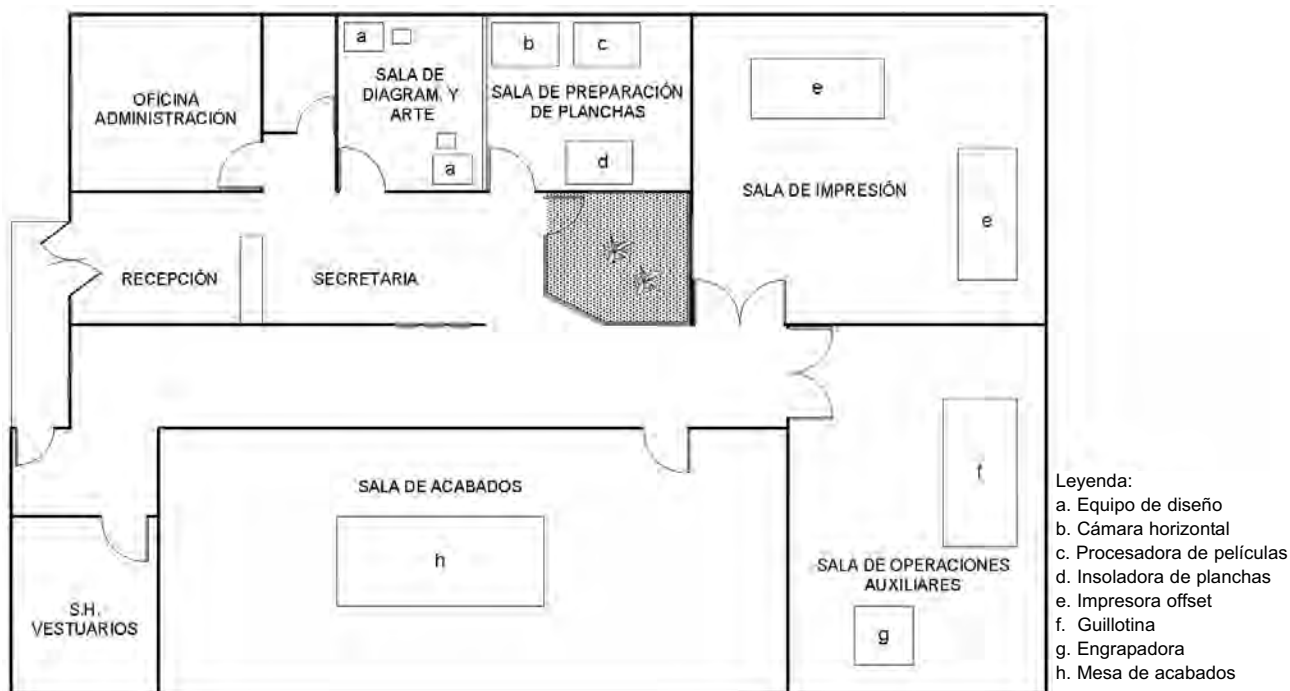 a
b
c
SALA DE
DIAGRAM. Y
ARTE
a
OFICINA
ADMINISTRACIÓN
SALA DE PREPARACIÓN
DE PLANCHAS
d
e
SALA DE IMPRESIÓN
e
RECEPCIÓN
SECRETARIA
SALA DE ACABADOS
h
f
SALA DE OPERACIONES
AUXILIARES
g
S.H.
VESTUARIOS
Leyenda:
a. Equipo de diseño
b. Cámara horizontal
c. Procesadora de películas
d. Insoladora de planchas
e. Impresora offset
f. Guillotina
g. Engrapadora
h. Mesa de acabados